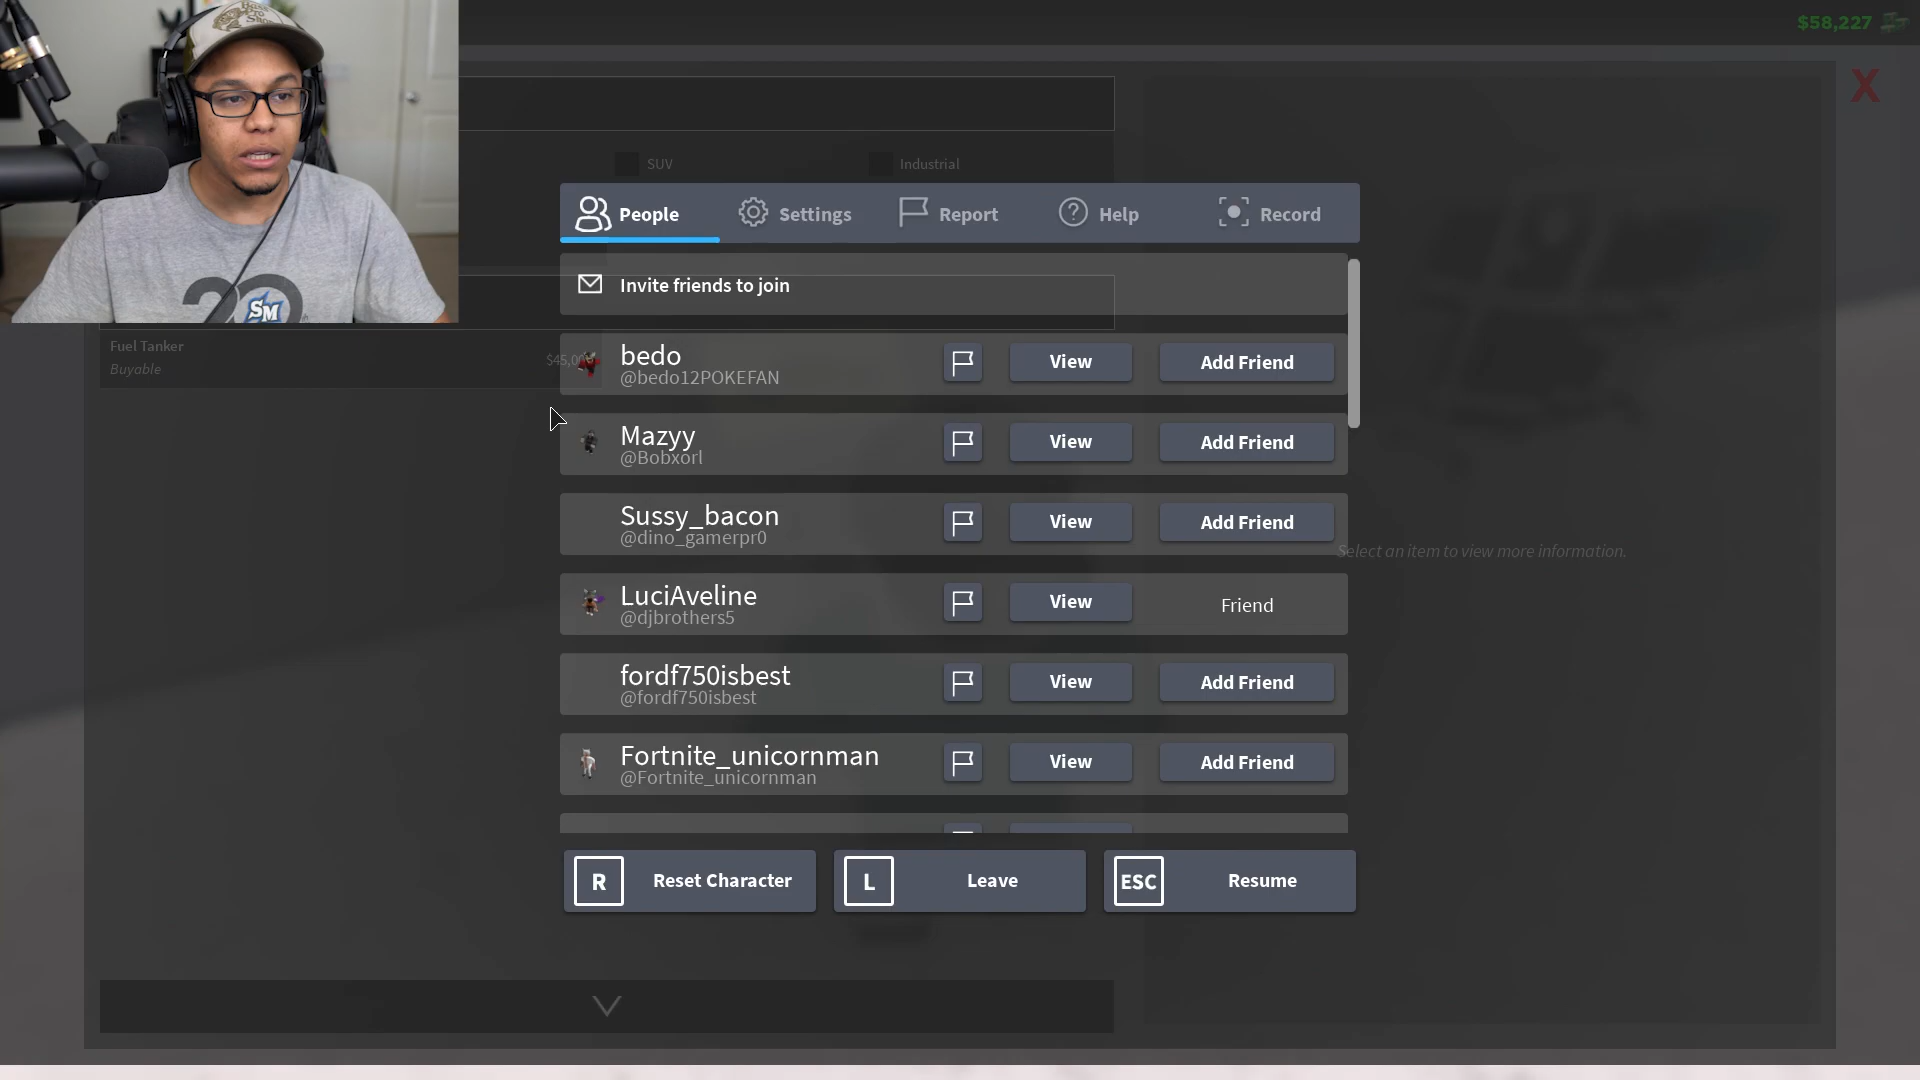 $58,227
X
SUV
Industrial
People
Settings
Report
Help
Record
Invite friends to join
Fuel Tanker
Buyable
bedo
@bedo12POKEFAN
View
Add Friend
Mazyy
@Bobxorl
View
Add Friend
Sussy_bacon
@dino_gamerpr0
View
Add Friend
Select an item to view more information.
LuciAveline
@djbrothers5
View
Friend
fordf750isbest
@fordf750isbest
View
Add Friend
Fortnite_unicornman
@Fortnite_unicornman
View
Add Friend
R Reset Character
L Leave
ESC Resume
20
SM